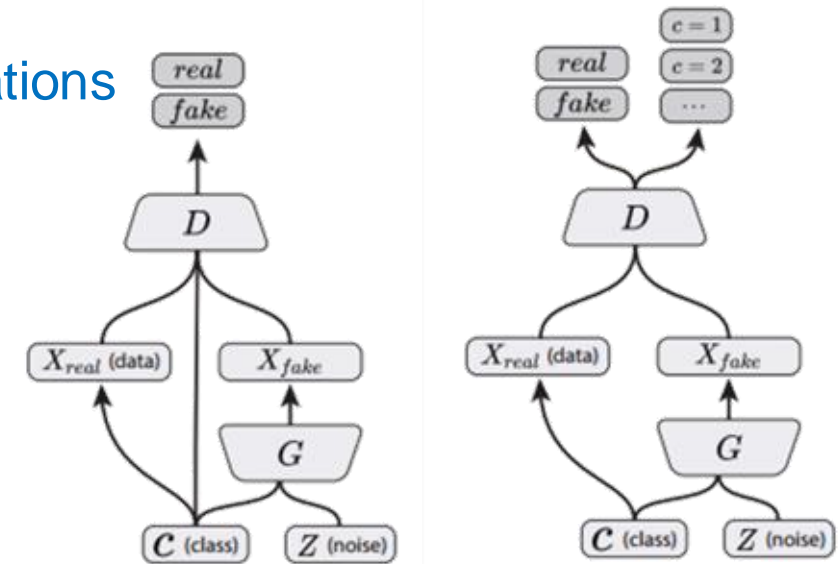 ations
real
fake
D
X_real (data)
X_fake
G
C (class)
Z (noise)
c = 1
real
c = 2
fake
...
D
X_real (data)
X_fake
G
C (class)
Z (noise)